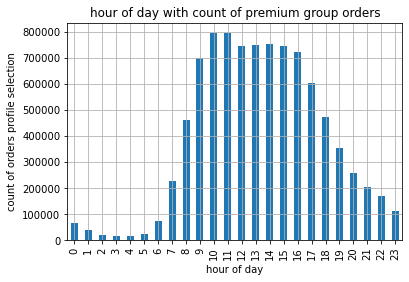 hour of day with count of premium group orders
count of orders profile selection
800000
700000
600000
500000
400000
300000
200000
100000
0
0 1 2 3 4 5 6 7 8 9 10 11 12 13 14 15 16 17 18 19 20 21 22 23
hour of day